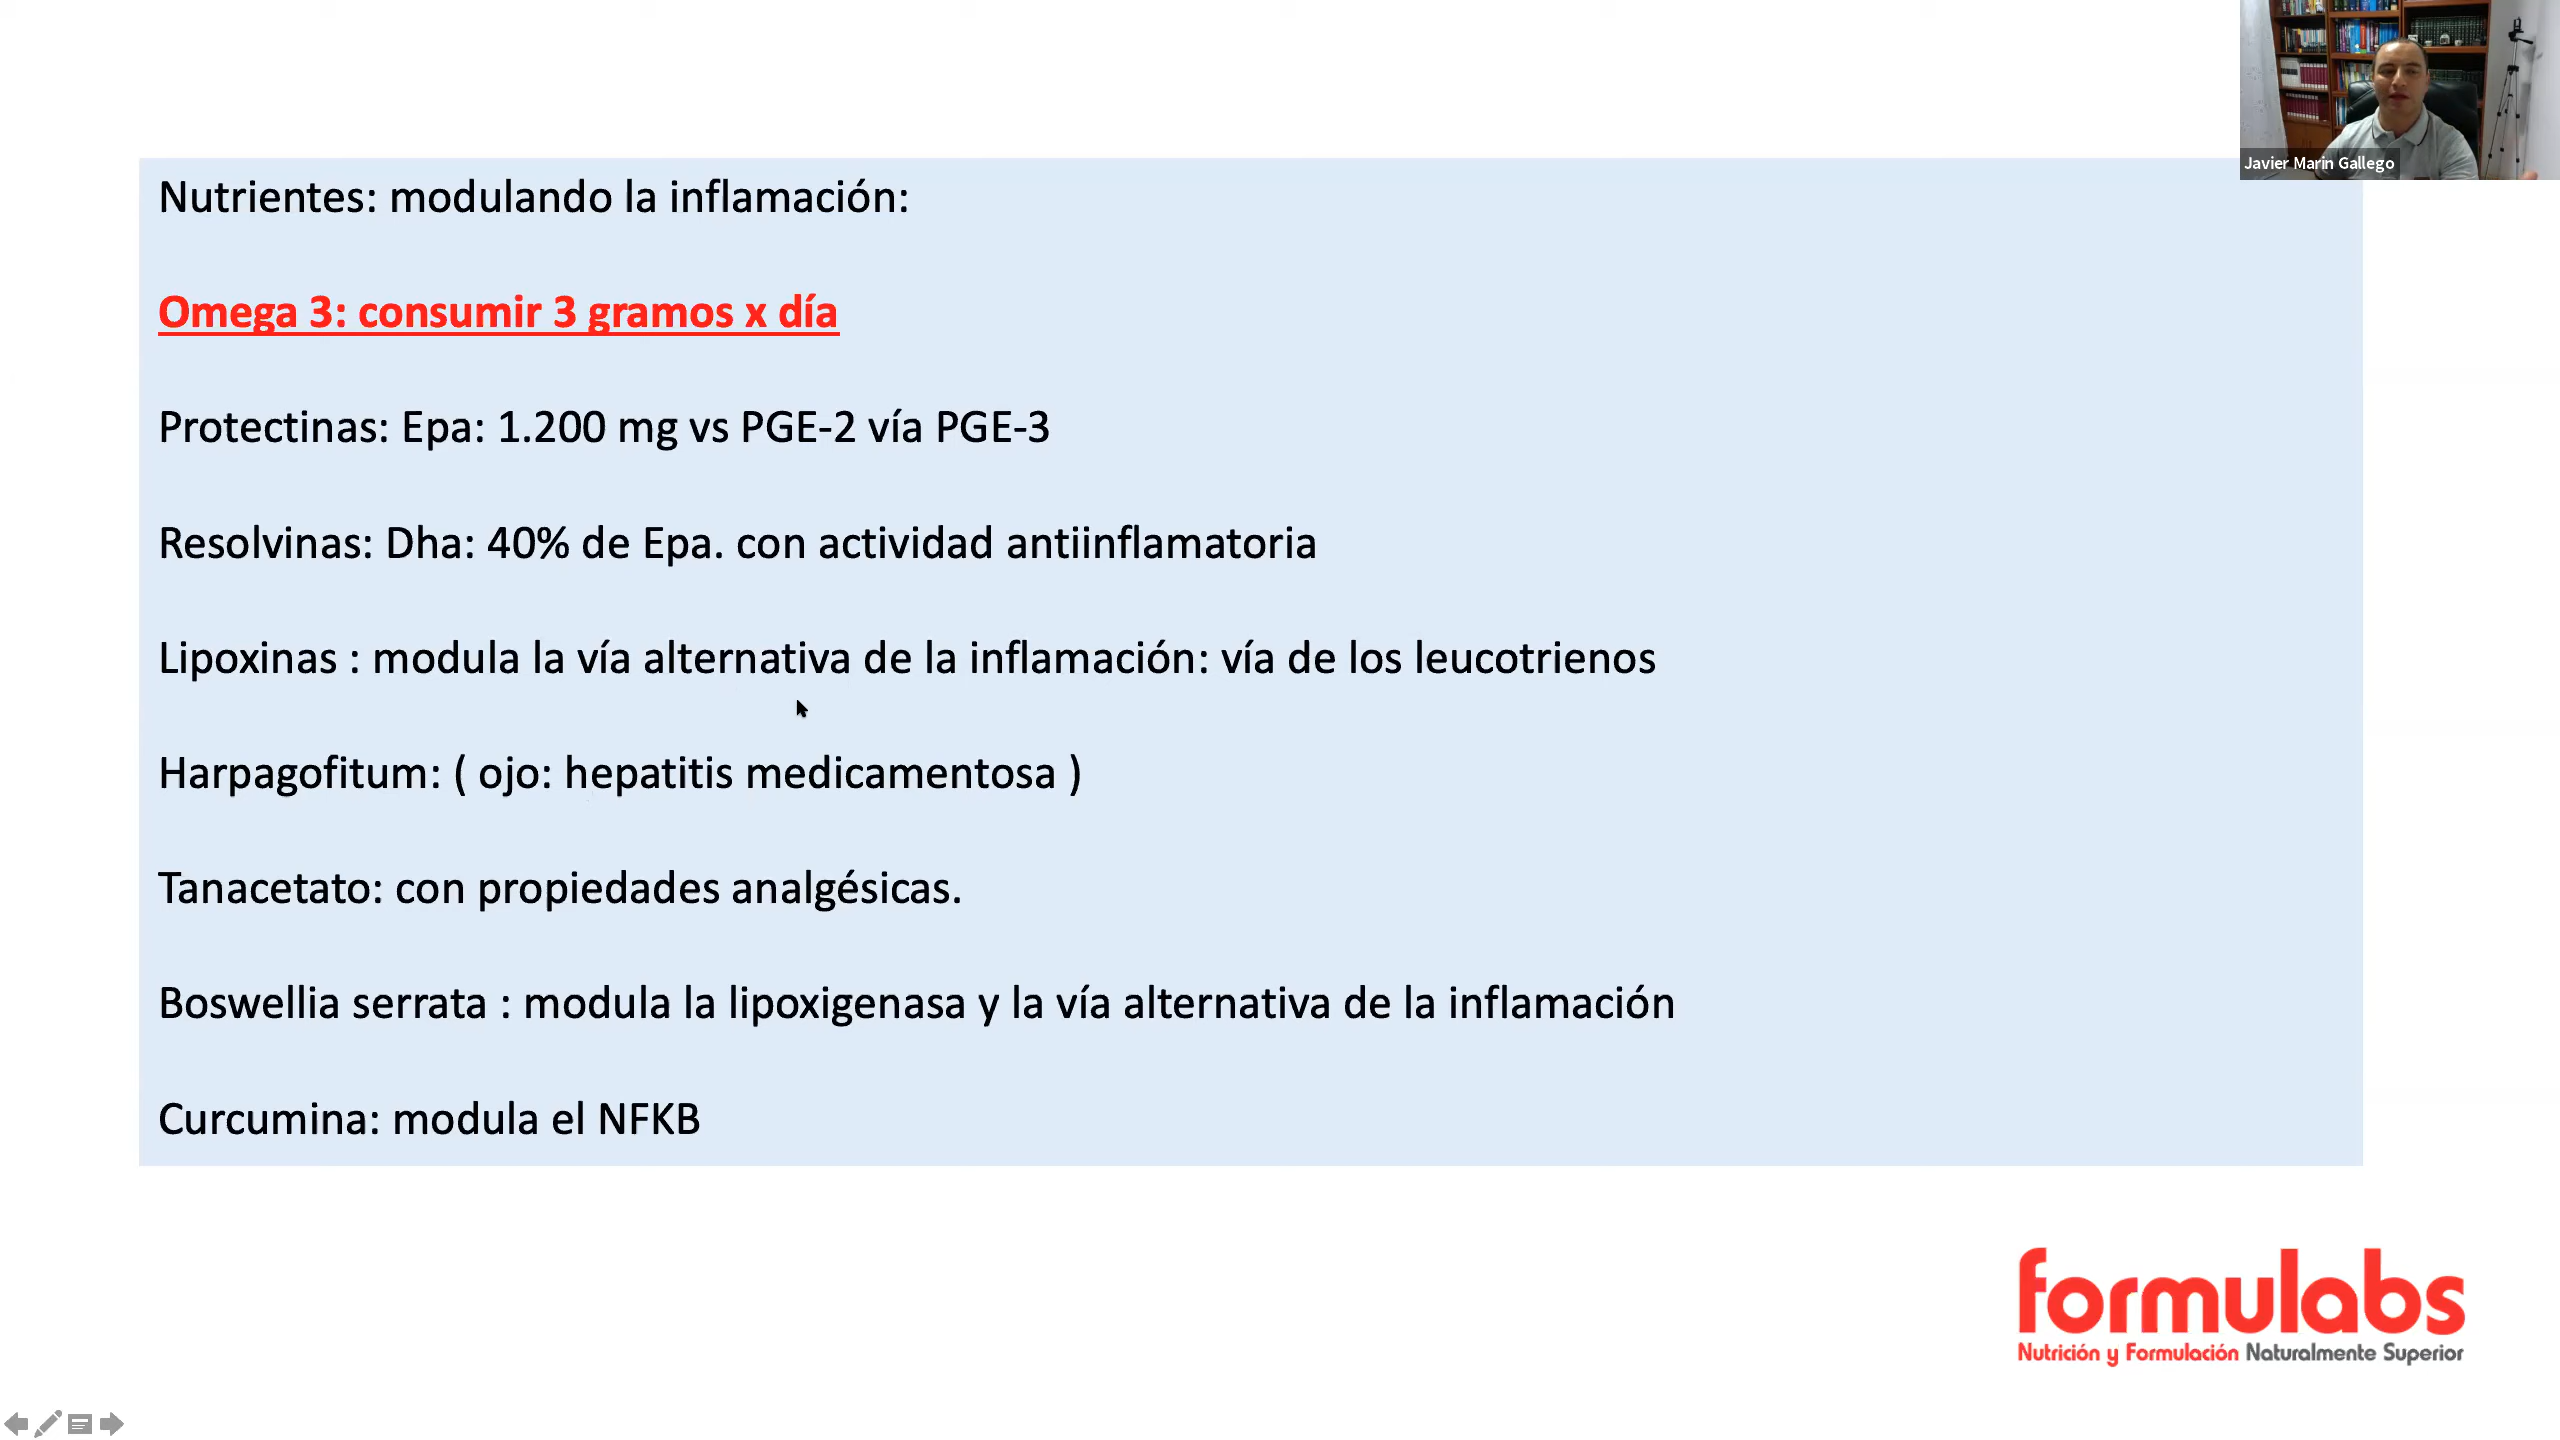 Javier Marin Gallego
Nutrientes: modulando la inflamación:
Omega 3: consumir 3 gramos x día
Protectinas: Epa: 1.200 mg vs PGE-2 vía PGE-3
Resolvinas: Dha: 40% de Epa. con actividad antiinflamatoria
Lipoxinas : modula la vía alternativa de la inflamación: vía de los leucotrienos
Harpagofitum: ( ojo: hepatitis medicamentosa )
Tanacetato: con propiedades analgésicas.
Boswellia serrata : modula la lipoxigenasa y la vía alternativa de la inflamación
Curcumina: modula el NFKB
formulabs
Nutrición y Formulación Naturalmente Superior